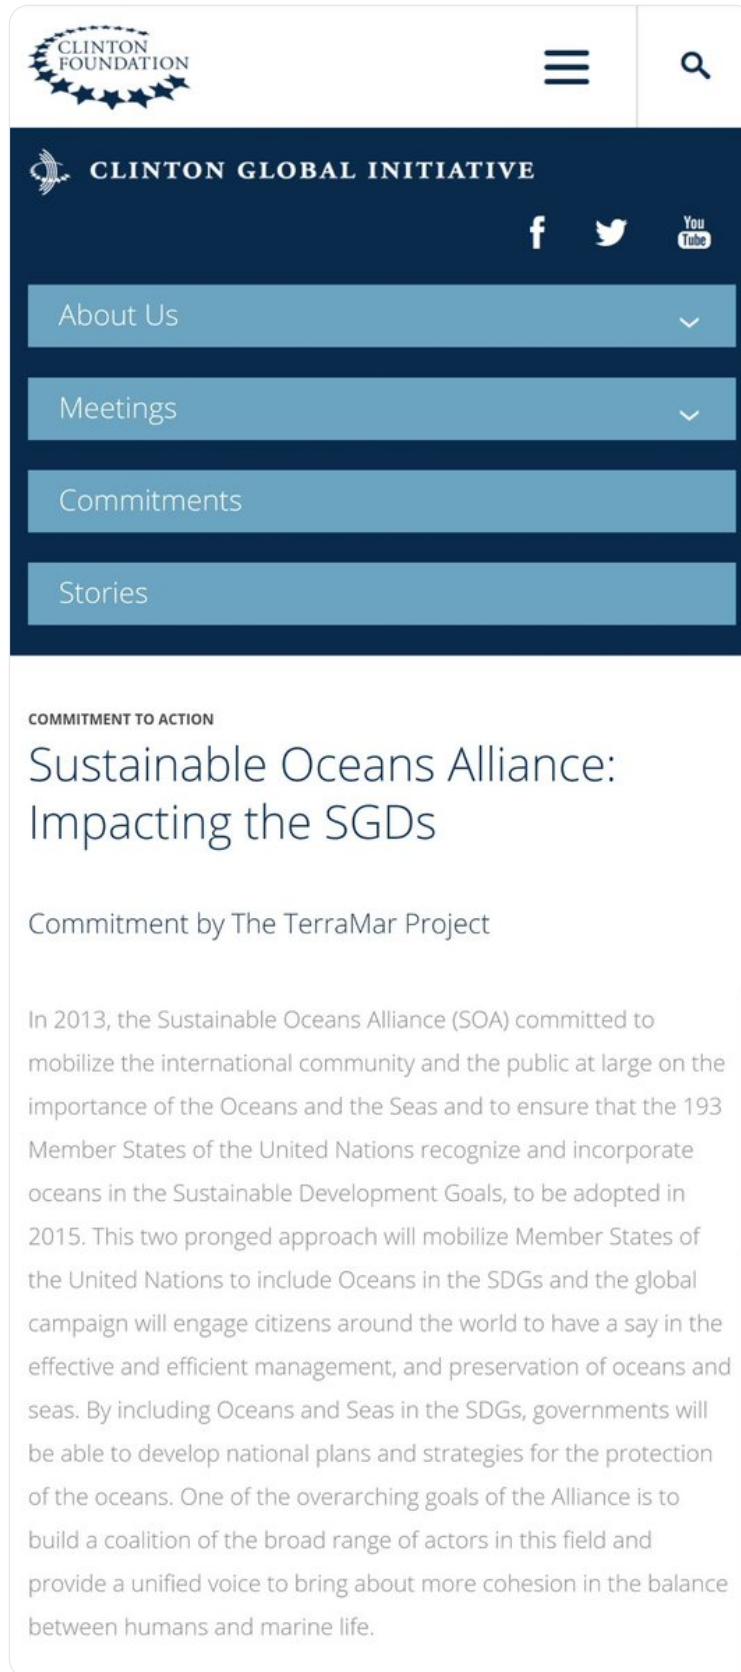 CLINTON
FOUNDATION
CLINTON GLOBAL INITIATIVE
f
You
Tube
About Us
Meetings
Commitments
Stories
COMMITMENT TO ACTION
Sustainable Oceans Alliance:
Impacting the SGDs
Commitment by The TerraMar Project
In 2013, the Sustainable Oceans Alliance (SOA) committed to
mobilize the international community and the public at large on the
importance of the Oceans and the Seas and to ensure that the 193
Member States of the United Nations recognize and incorporate
oceans in the Sustainable Development Goals, to be adopted in
2015. This two pronged approach will mobilize Member States of
the United Nations to include Oceans in the SDGs and the global
campaign will engage citizens around the world to have a say in the
effective and efficient management, and preservation of oceans and
seas. By including Oceans and Seas in the SDGs, governments will
be able to develop national plans and strategies for the protection
of the oceans. One of the overarching goals of the Alliance is to
build a coalition of the broad range of actors in this field and
provide a unified voice to bring about more cohesion in the balance
between humans and marine life.